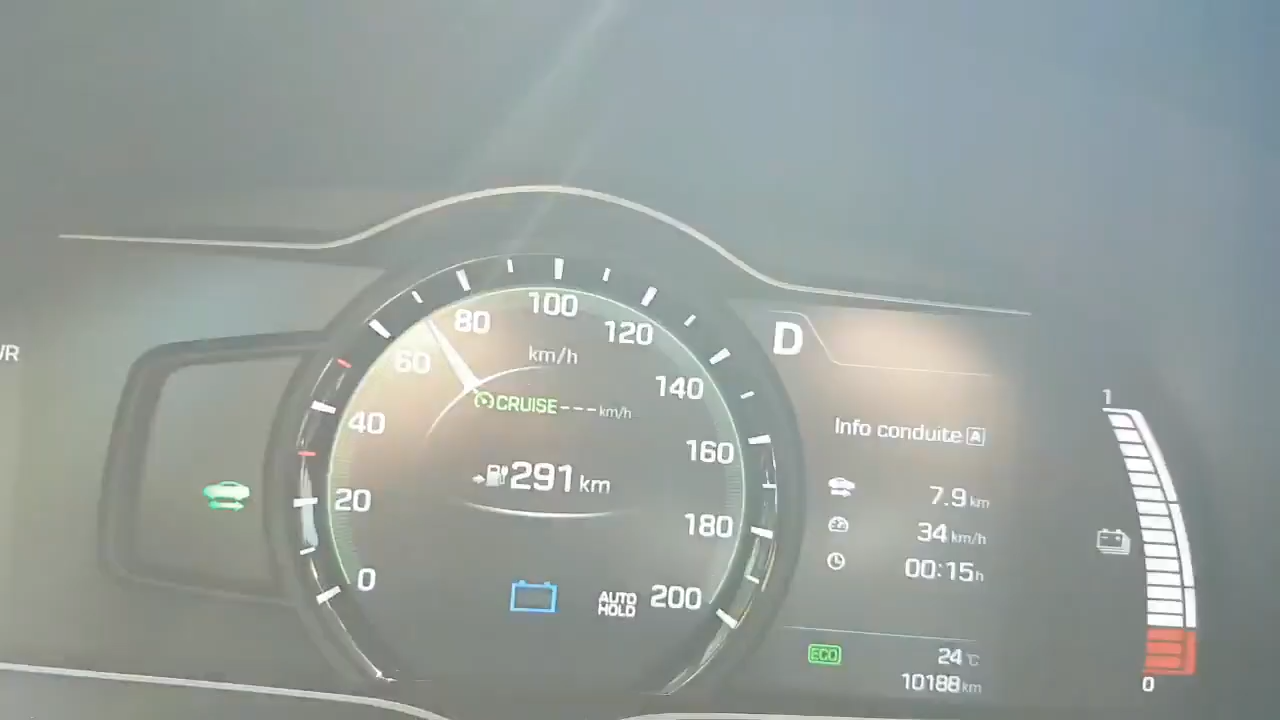 100
80
120
60
km/h
140
40
CRUISE --- km/h
160
20
291 km
180
0
AUTO HOLD
200
D
Info conduite A
7.9 km
34 km/h
00:15 h
ECO
24 °C
10188 km
1
0